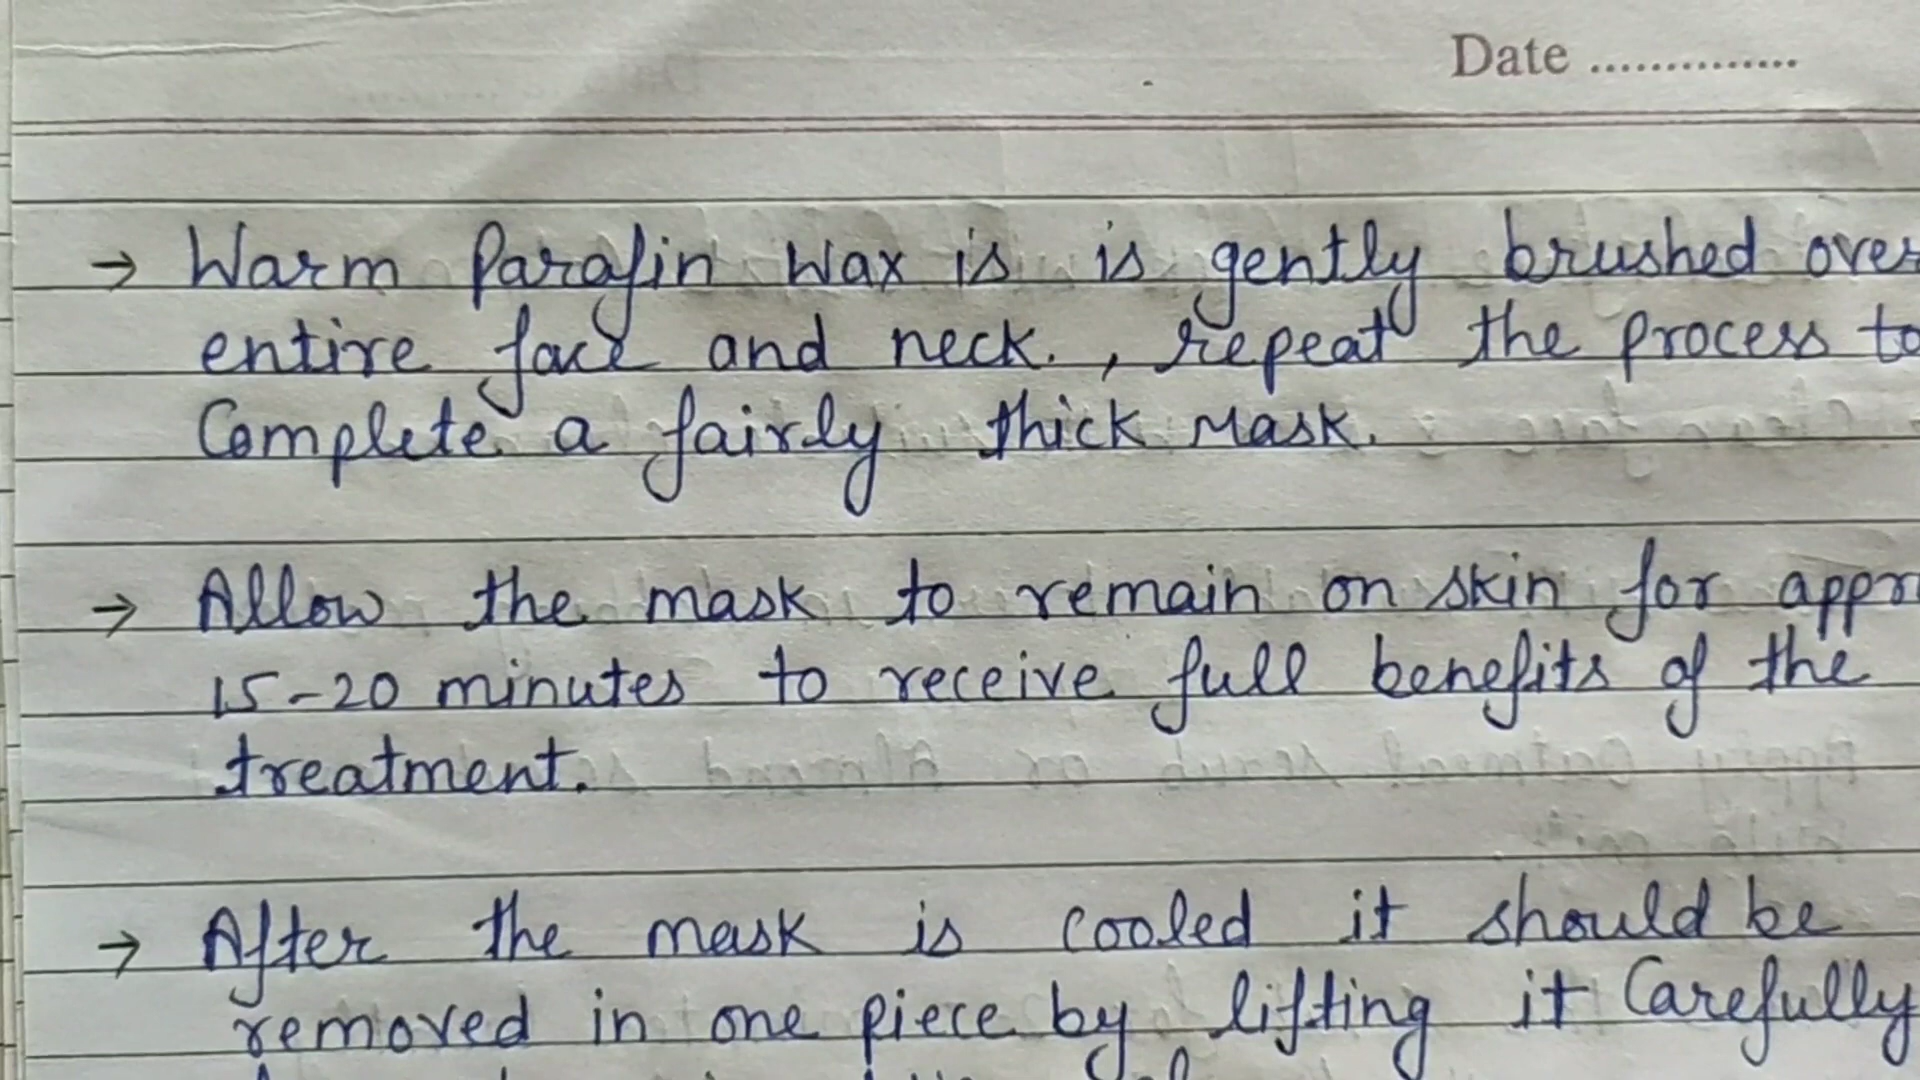 Date ..............
→ Warm Parafin Wax is is gently brushed over
entire face and neck. , repeat the process to
Complete a fairly thick Mask.
→ Allow the mask to remain on skin for appr
15-20 minutes to receive full benefits of the
treatment.
→ After the mask is cooled it should be
removed in one piece by lifting it Carefully